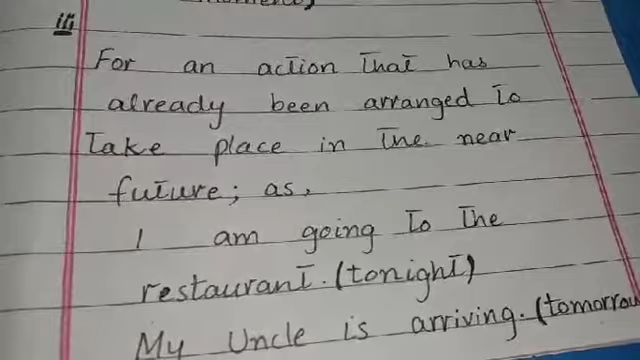 iii
For an action that has
already been arranged to
take place in the near
future; as,
I am going to the
restaurant. (tonight)
My Uncle is arriving. (tomorrow